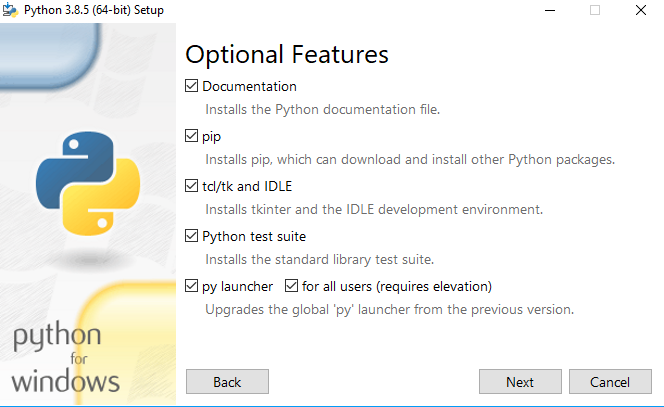 Python 3.8.5 (64-bit) Setup
Optional Features
Documentation
Installs the Python documentation file.
pip
Installs pip, which can download and install other Python packages.
tcl/tk and IDLE
Installs tkinter and the IDLE development environment.
Python test suite
Installs the standard library test suite.
py launcher for all users (requires elevation)
Upgrades the global 'py' launcher from the previous version.
python
for
windows
Back Next Cancel